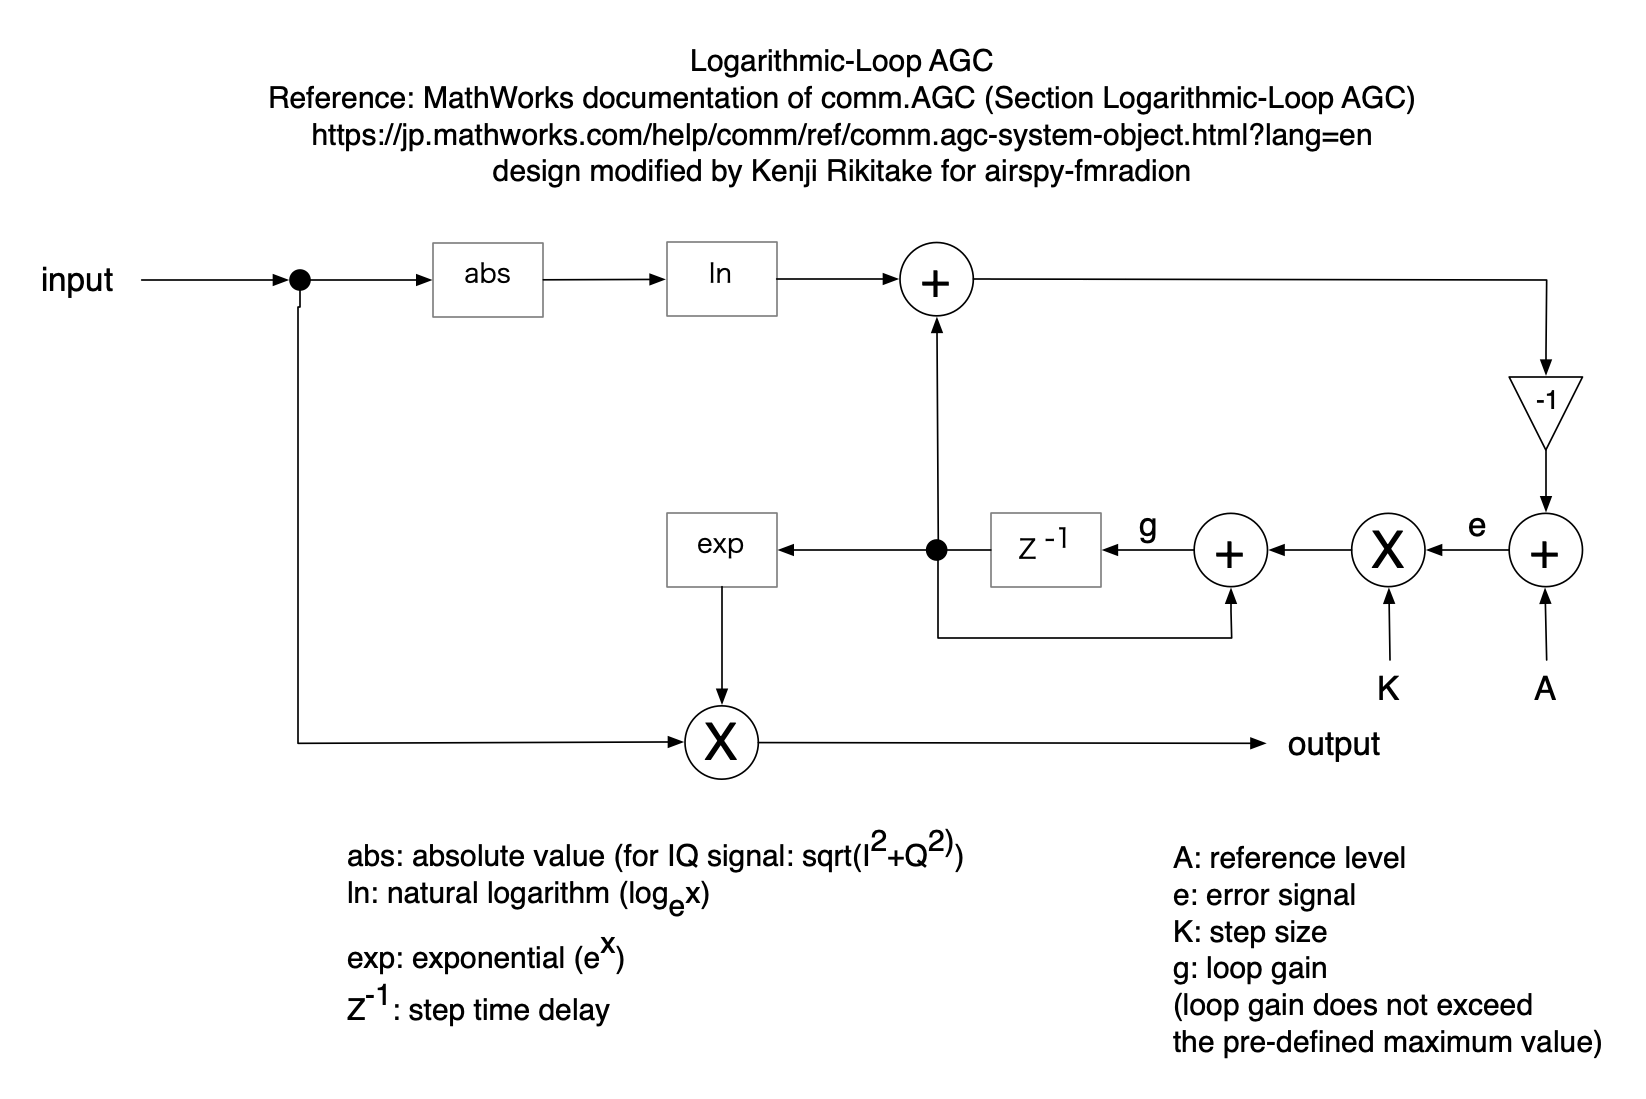 Logarithmic-Loop AGC
Reference: MathWorks documentation of comm.AGC (Section Logarithmic-Loop AGC)
https://jp.mathworks.com/help/comm/ref/comm.agc-system-object.html?lang=en
design modified by Kenji Rikitake for airspy-fmradion
input
abs
ln
+
-1
exp
Z -1
g
+
X
e
+
K
A
X
output
abs: absolute value (for IQ signal: sqrt(I2+Q2))
ln: natural logarithm (logex)
exp: exponential (ex)
Z-1: step time delay
A: reference level
e: error signal
K: step size
g: loop gain
(loop gain does not exceed
the pre-defined maximum value)